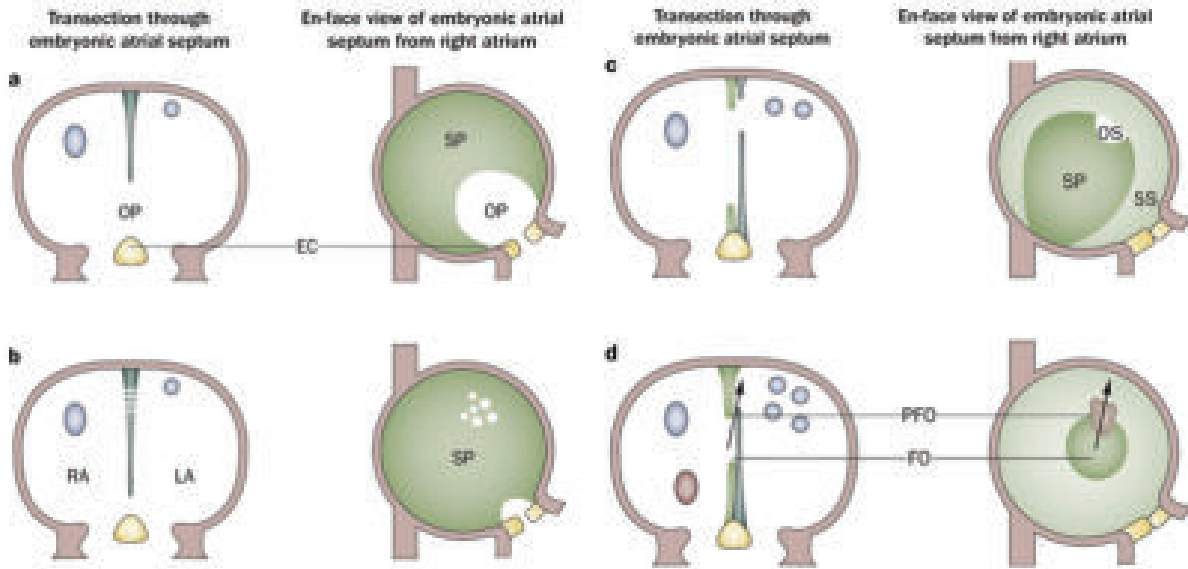 Transection through
embryonic atrial septum
En-face view of embryonic atrial
septum from right atrium
Transection through
embryonic atrial septum
En-face view of embryonic atrial
septum from right atrium
a
OP
SP
OP
EC
c
SP
OS
SS
b
RA
LA
SP
d
PFO
FO